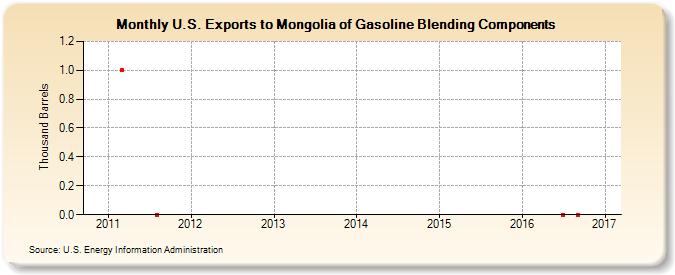 Monthly U.S. Exports to Mongolia of Gasoline Blending Components
Thousand Barrels
1.2
1.0
0.8
0.6
0.4
0.2
0.0
2011 2012 2013 2014 2015 2016 2017
Source: U.S. Energy Information Administration